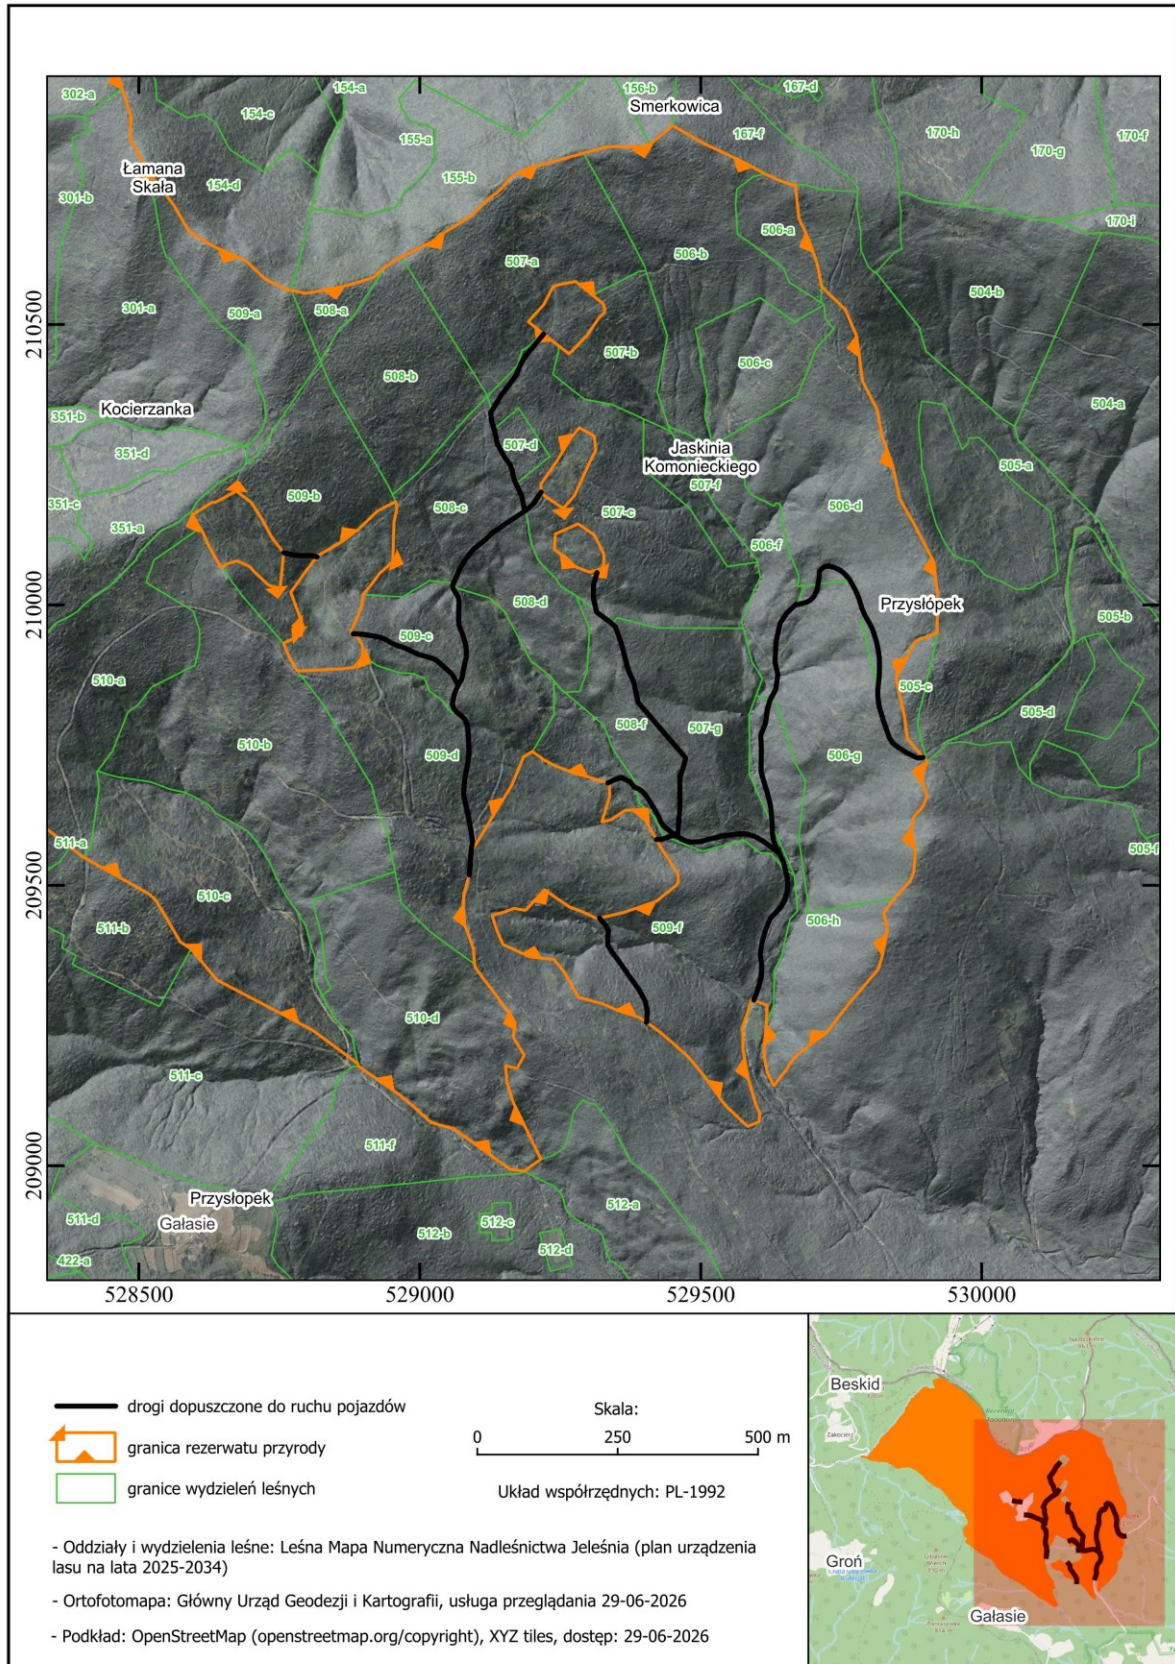 302-a
154-c
154-a
156-b
167-d
Smerkowica
155-a
167-f
170-h
170-g
170-f
Łamana
Skała
154-d
155-b
301-b
170-i
506-a
507-a
506-b
504-b
301-a
509-a
508-a
210500
507-b
506-c
508-b
504-a
Kocierzanka
351-b
351-d
507-d
Jaskinia
Komonieckiego
507-f
505-a
351-c
351-a
509-b
508-c
507-c
506-d
506-f
210000
508-d
Przysłópek
505-b
509-c
510-a
505-c
505-d
510-b
509-d
508-f
507-g
506-g
511-a
505-f
209500
510-c
511-b
509-f
506-h
510-d
511-c
511-f
209000
Przysłopek
Gałasie
511-d
422-a
512-a
512-b
512-c
512-d
528500
529000
529500
530000
drogi dopuszczone do ruchu pojazdów
granica rezerwatu przyrody
granice wydzieleń leśnych
Skala:
0 250 500 m
Układ współrzędnych: PL-1992
- Oddziały i wydzielenia leśne: Leśna Mapa Numeryczna Nadleśnictwa Jeleśnia (plan urządzenia
lasu na lata 2025-2034)
- Ortofotomapa: Główny Urząd Geodezji i Kartografii, usługa przeglądania 29-06-2026
- Podkład: OpenStreetMap (openstreetmap.org/copyright), XYZ tiles, dostęp: 29-06-2026
Beskid
Zakocierz
Groń
Gałasie